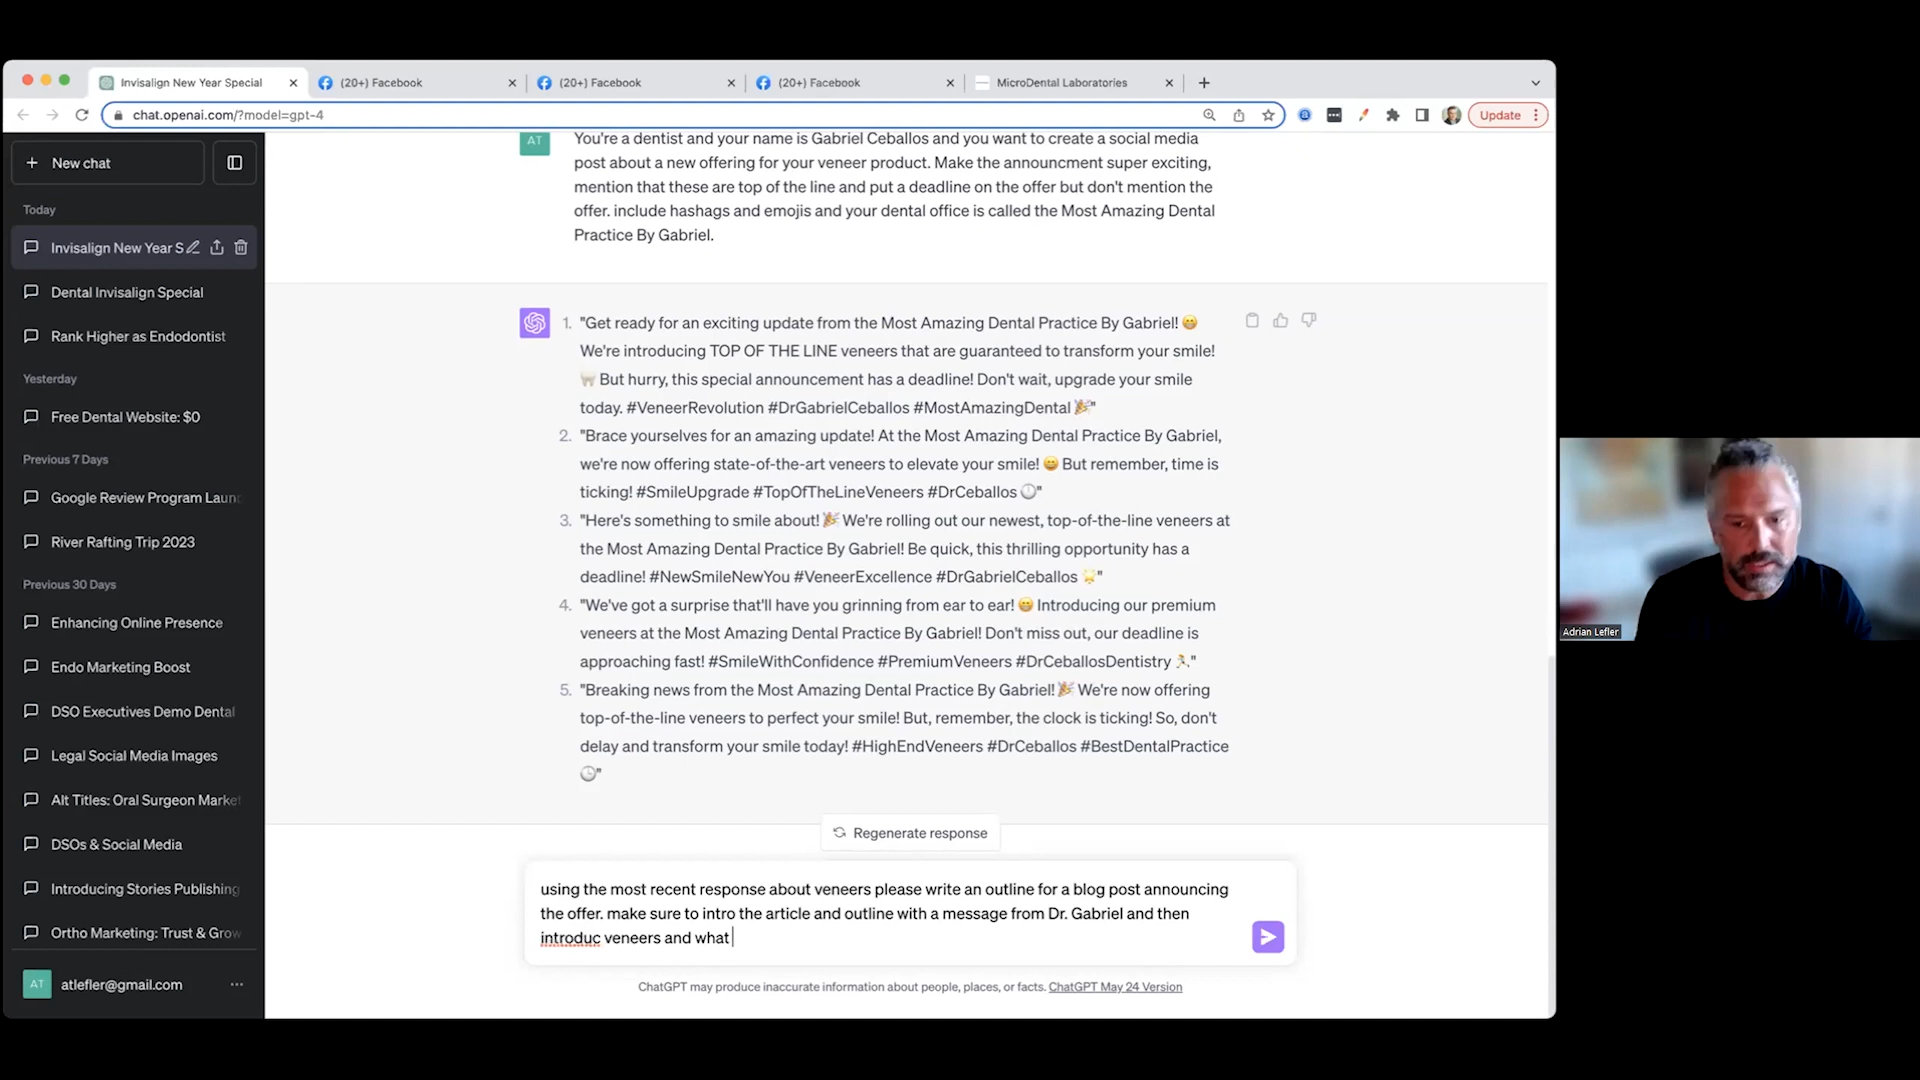 Invisalign New Year Special
(20+) Facebook
(20+) Facebook
(20+) Facebook
MicroDental Laboratories
chat.openai.com/?model=gpt-4
Update
New chat
Today
Invisalign New Year S
Dental Invisalign Special
Rank Higher as Endodontist
Yesterday
Free Dental Website: $0
Previous 7 Days
Google Review Program Laun
River Rafting Trip 2023
Previous 30 Days
Enhancing Online Presence
Endo Marketing Boost
DSO Executives Demo Dental
Legal Social Media Images
Alt Titles: Oral Surgeon Market
DSOs & Social Media
Introducing Stories Publishing
Ortho Marketing: Trust & Grow
AT
atlefler@gmail.com
AT
You're a dentist and your name is Gabriel Ceballos and you want to create a social media
post about a new offering for your veneer product. Make the announcment super exciting,
mention that these are top of the line and put a deadline on the offer but don't mention the
offer. include hashags and emojis and your dental office is called the Most Amazing Dental
Practice By Gabriel.
1. "Get ready for an exciting update from the Most Amazing Dental Practice By Gabriel! 😁
We're introducing TOP OF THE LINE veneers that are guaranteed to transform your smile!
🦷 But hurry, this special announcement has a deadline! Don't wait, upgrade your smile
today. #VeneerRevolution #DrGabrielCeballos #MostAmazingDental 🎉"
2. "Brace yourselves for an amazing update! At the Most Amazing Dental Practice By Gabriel,
we're now offering state-of-the-art veneers to elevate your smile! 😄 But remember, time is
ticking! #SmileUpgrade #TopOfTheLineVeneers #DrCeballos 🕛"
3. "Here's something to smile about! 🎉 We're rolling out our newest, top-of-the-line veneers at
the Most Amazing Dental Practice By Gabriel! Be quick, this thrilling opportunity has a
deadline! #NewSmileNewYou #VeneerExcellence #DrGabrielCeballos 🌟"
4. "We've got a surprise that'll have you grinning from ear to ear! 😁 Introducing our premium
veneers at the Most Amazing Dental Practice By Gabriel! Don't miss out, our deadline is
approaching fast! #SmileWithConfidence #PremiumVeneers #DrCeballosDentistry 🏃"
5. "Breaking news from the Most Amazing Dental Practice By Gabriel! 🎉 We're now offering
top-of-the-line veneers to perfect your smile! But, remember, the clock is ticking! So, don't
delay and transform your smile today! #HighEndVeneers #DrCeballos #BestDentalPractice
🕒"
Regenerate response
using the most recent response about veneers please write an outline for a blog post announcing
the offer. make sure to intro the article and outline with a message from Dr. Gabriel and then
introduc veneers and what
ChatGPT may produce inaccurate information about people, places, or facts. ChatGPT May 24 Version
Adrian Lefler